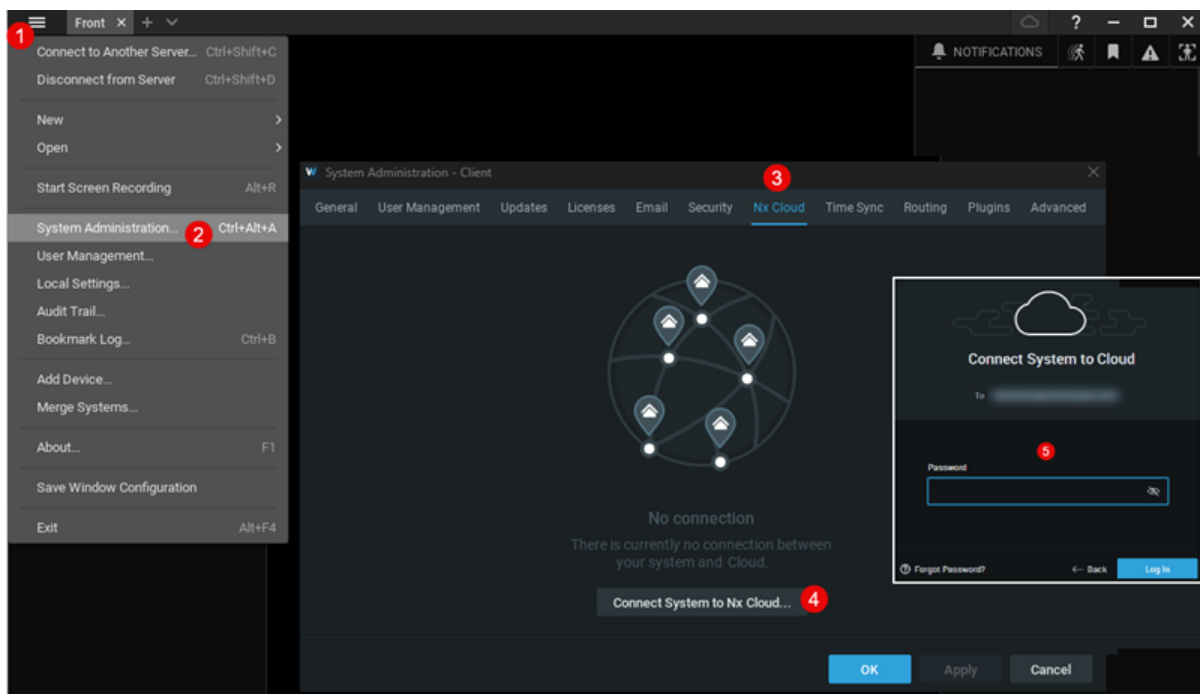 Front
?
1
NOTIFICATIONS
Connect to Another Server... Ctrl+Shift+C
Disconnect from Server Ctrl+Shift+D
New
Open
Start Screen Recording Alt+R
System Administration... 2 Ctrl+Alt+A
User Management...
Local Settings...
Audit Trail...
Bookmark Log... Ctrl+B
Add Device...
Merge Systems...
About... F1
Save Window Configuration
Exit Alt+F4
W System Administration - Client
3
General User Management Updates Licenses Email Security Nx Cloud Time Sync Routing Plugins Advanced
No connection
There is currently no connection between
your system and Cloud.
Connect System to Nx Cloud... 4
OK Apply Cancel
Connect System to Cloud
To
5
Password
? Forgot Password? ← Back Log In